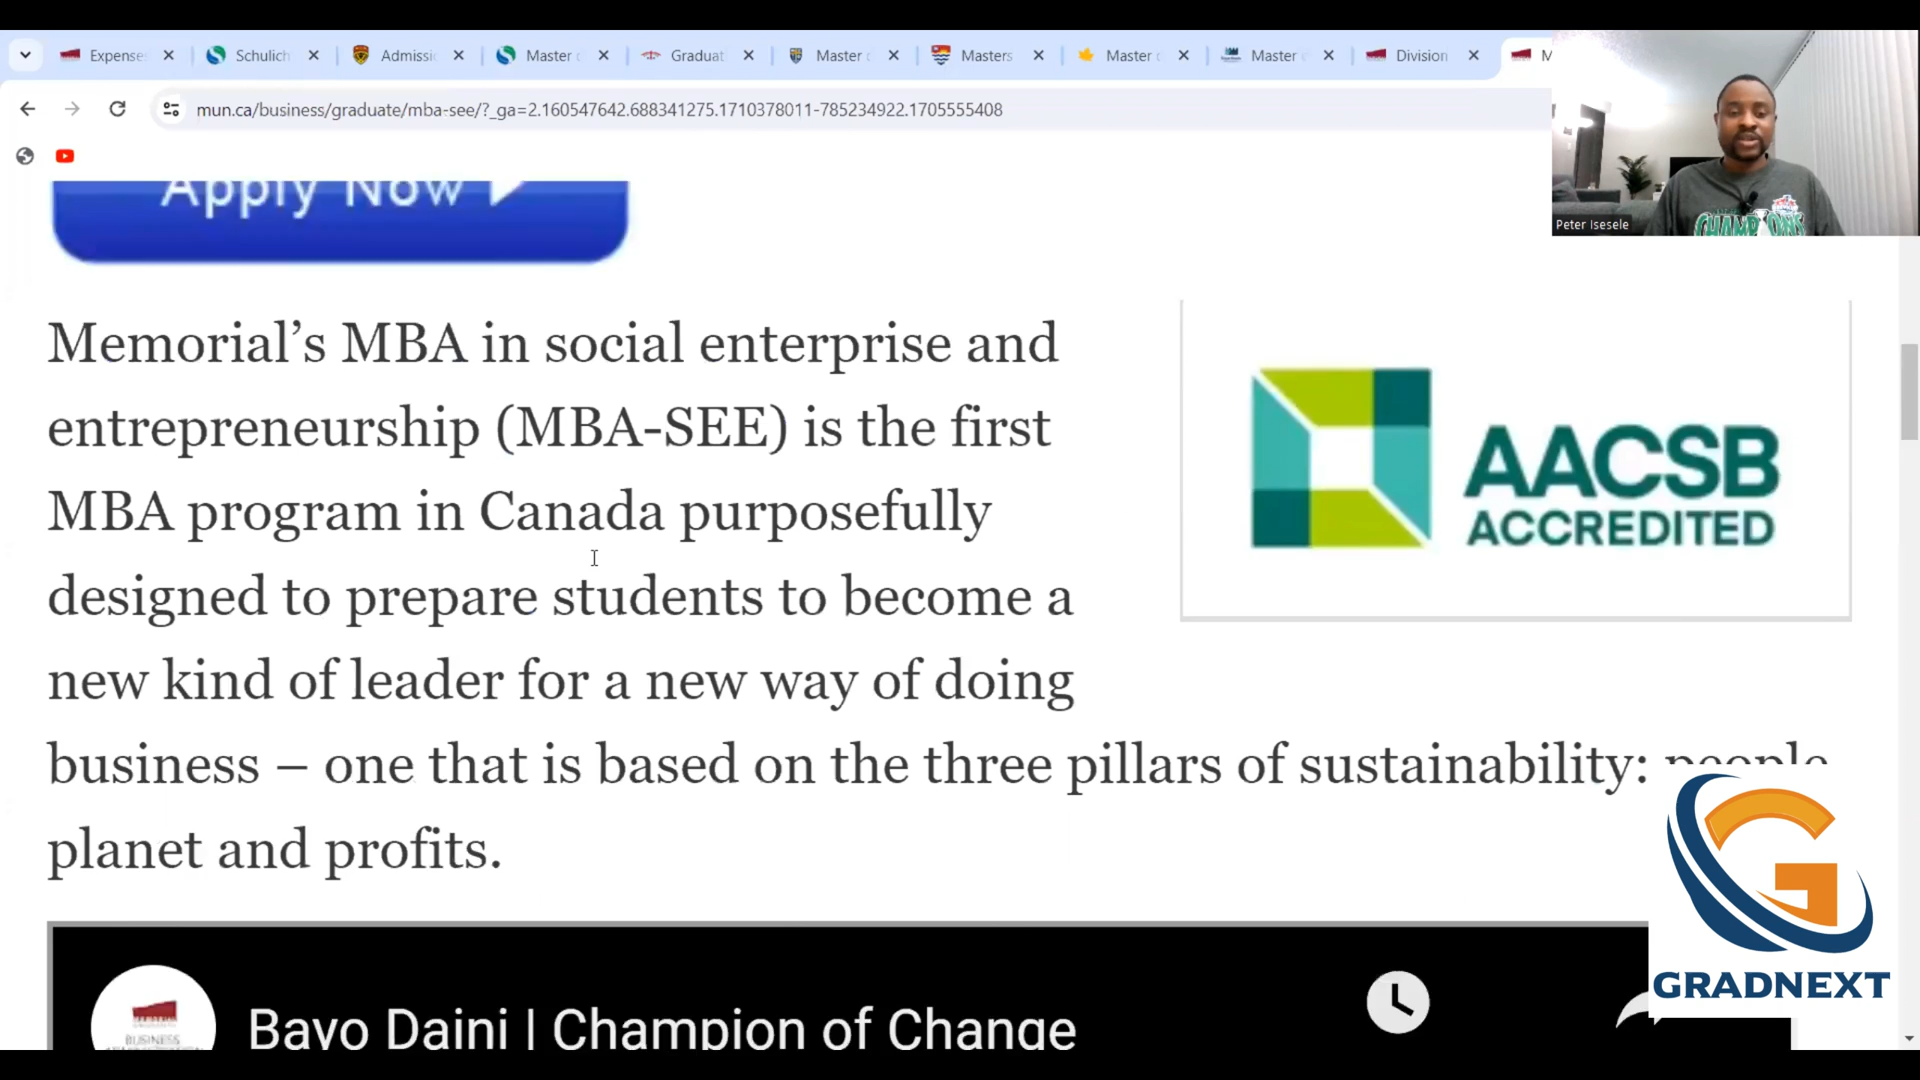 Expense
Schulich
Admissi
Master
Graduat
Master
Masters
Master
Master
Division
M
mun.ca/business/graduate/mba-see/?_ga=2.160547642.688341275.1710378011-785234922.1705555408
Peter Isesele
Apply Now
Memorial’s MBA in social enterprise and
entrepreneurship (MBA-SEE) is the first
MBA program in Canada purposefully
designed to prepare students to become a
new kind of leader for a new way of doing
business – one that is based on the three pillars of sustainability: people
planet and profits.
AACSB
ACCREDITED
CHAMPIONS
G
GRADNEXT
BUSINESS
Bayo Daini | Champion of Change